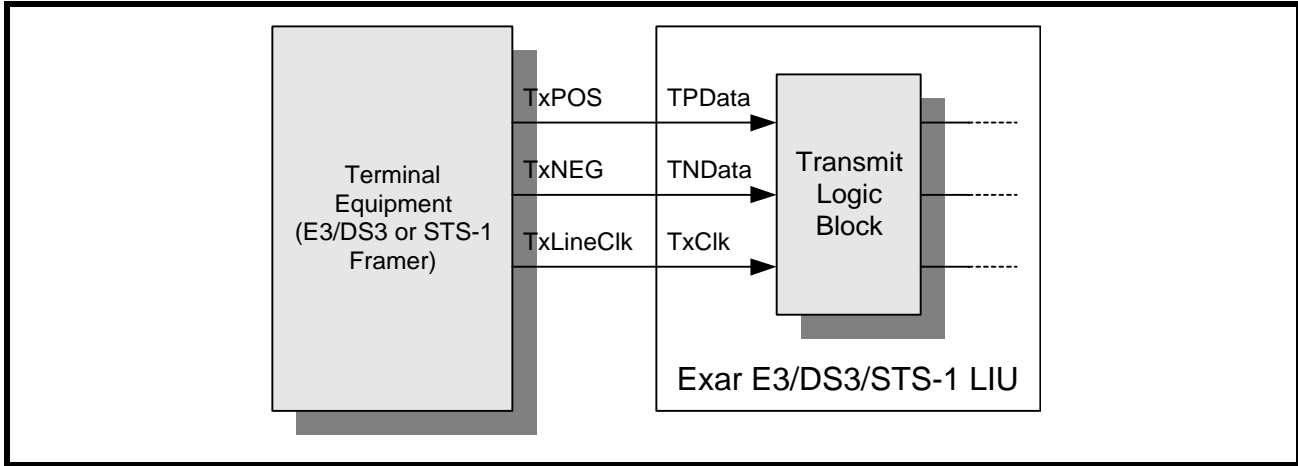 Terminal
Equipment
(E3/DS3 or STS-1
Framer)
TxPOS
TPData
TxNEG
TNData
TxLineClk
TxClk
Transmit
Logic
Block
Exar E3/DS3/STS-1 LIU